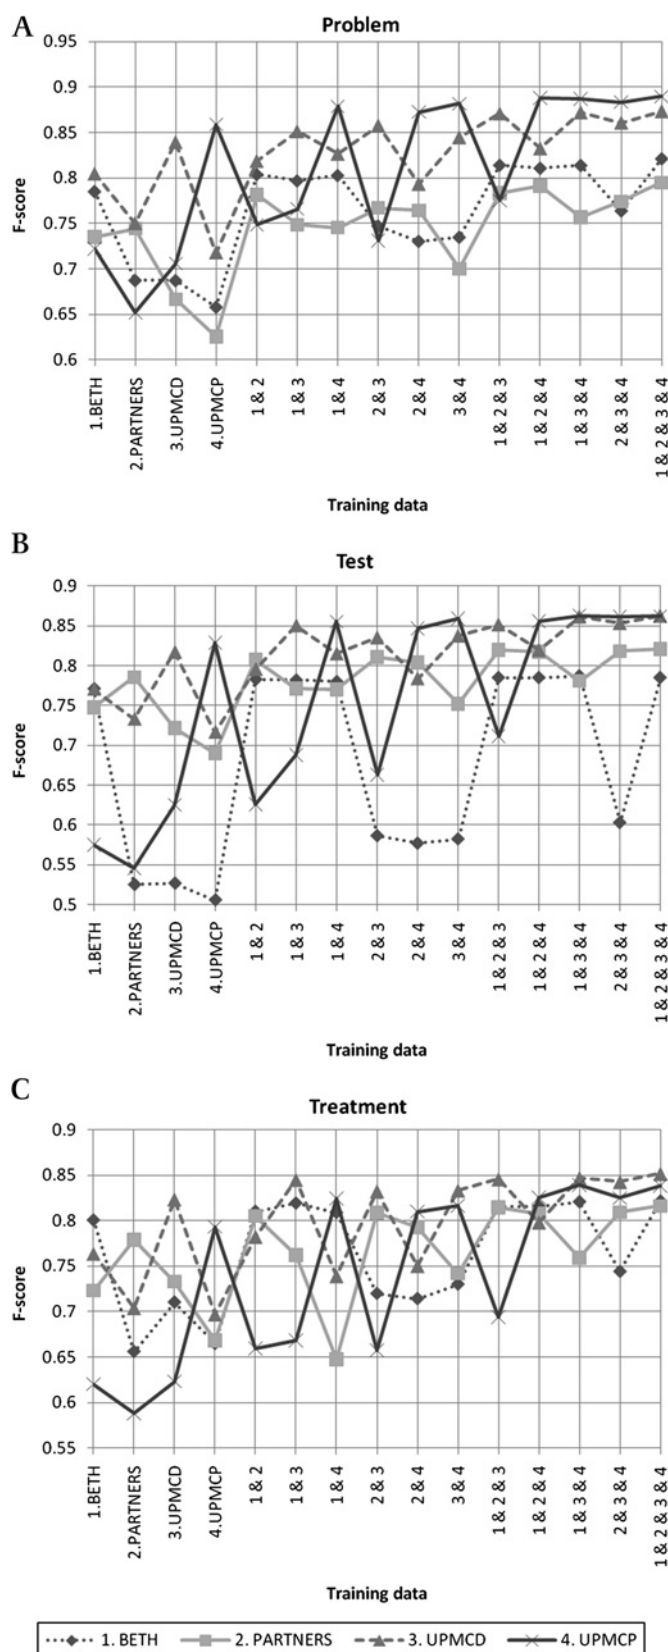 A
Problem
0.95
0.9
0.85
0.8
0.75
0.7
0.65
0.6
F-score
1.BETH
2.PARTNERS
3.UPMCD
4.UPMCP
1 & 2
1 & 3
1 & 4
2 & 3
2 & 4
3 & 4
1 & 2 & 3
1 & 2 & 4
1 & 3 & 4
2 & 3 & 4
1 & 2 & 3 & 4
Training data
B
Test
0.9
0.85
0.8
0.75
0.7
0.65
0.6
0.55
0.5
F-score
1.BETH
2.PARTNERS
3.UPMCD
4.UPMCP
1 & 2
1 & 3
1 & 4
2 & 3
2 & 4
3 & 4
1 & 2 & 3
1 & 2 & 4
1 & 3 & 4
2 & 3 & 4
1 & 2 & 3 & 4
Training data
C
Treatment
0.9
0.85
0.8
0.75
0.7
0.65
0.6
0.55
F-score
1.BETH
2.PARTNERS
3.UPMCD
4.UPMCP
1 & 2
1 & 3
1 & 4
2 & 3
2 & 4
3 & 4
1 & 2 & 3
1 & 2 & 4
1 & 3 & 4
2 & 3 & 4
1 & 2 & 3 & 4
Training data
1. BETH 2. PARTNERS 3. UPMCD 4. UPMCP